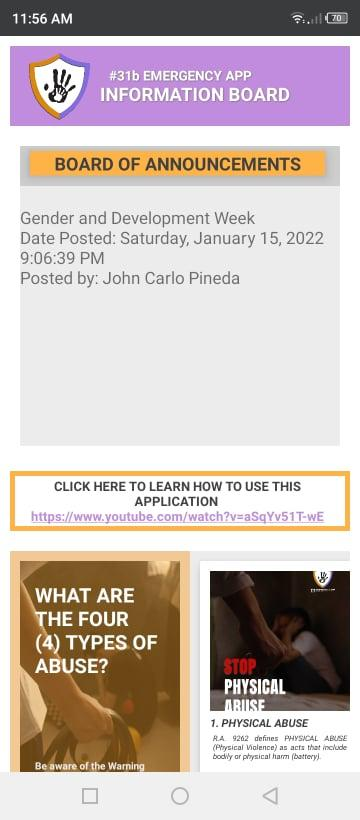 11:56 AM
70
#31b EMERGENCY APP
INFORMATION BOARD
BOARD OF ANNOUNCEMENTS
Gender and Development Week
Date Posted: Saturday, January 15, 2022
9:06:39 PM
Posted by: John Carlo Pineda
CLICK HERE TO LEARN HOW TO USE THIS
APPLICATION
https://www.youtube.com/watch?v=aSqYv51T-wE
WHAT ARE
THE FOUR
(4) TYPES OF
ABUSE?
Be aware of the Warning
STOP
PHYSICAL
ABUSE
1. PHYSICAL ABUSE
R.A. 9262 defines PHYSICAL ABUSE
(Physical Violence) as acts that include
bodily or physical harm (battery).